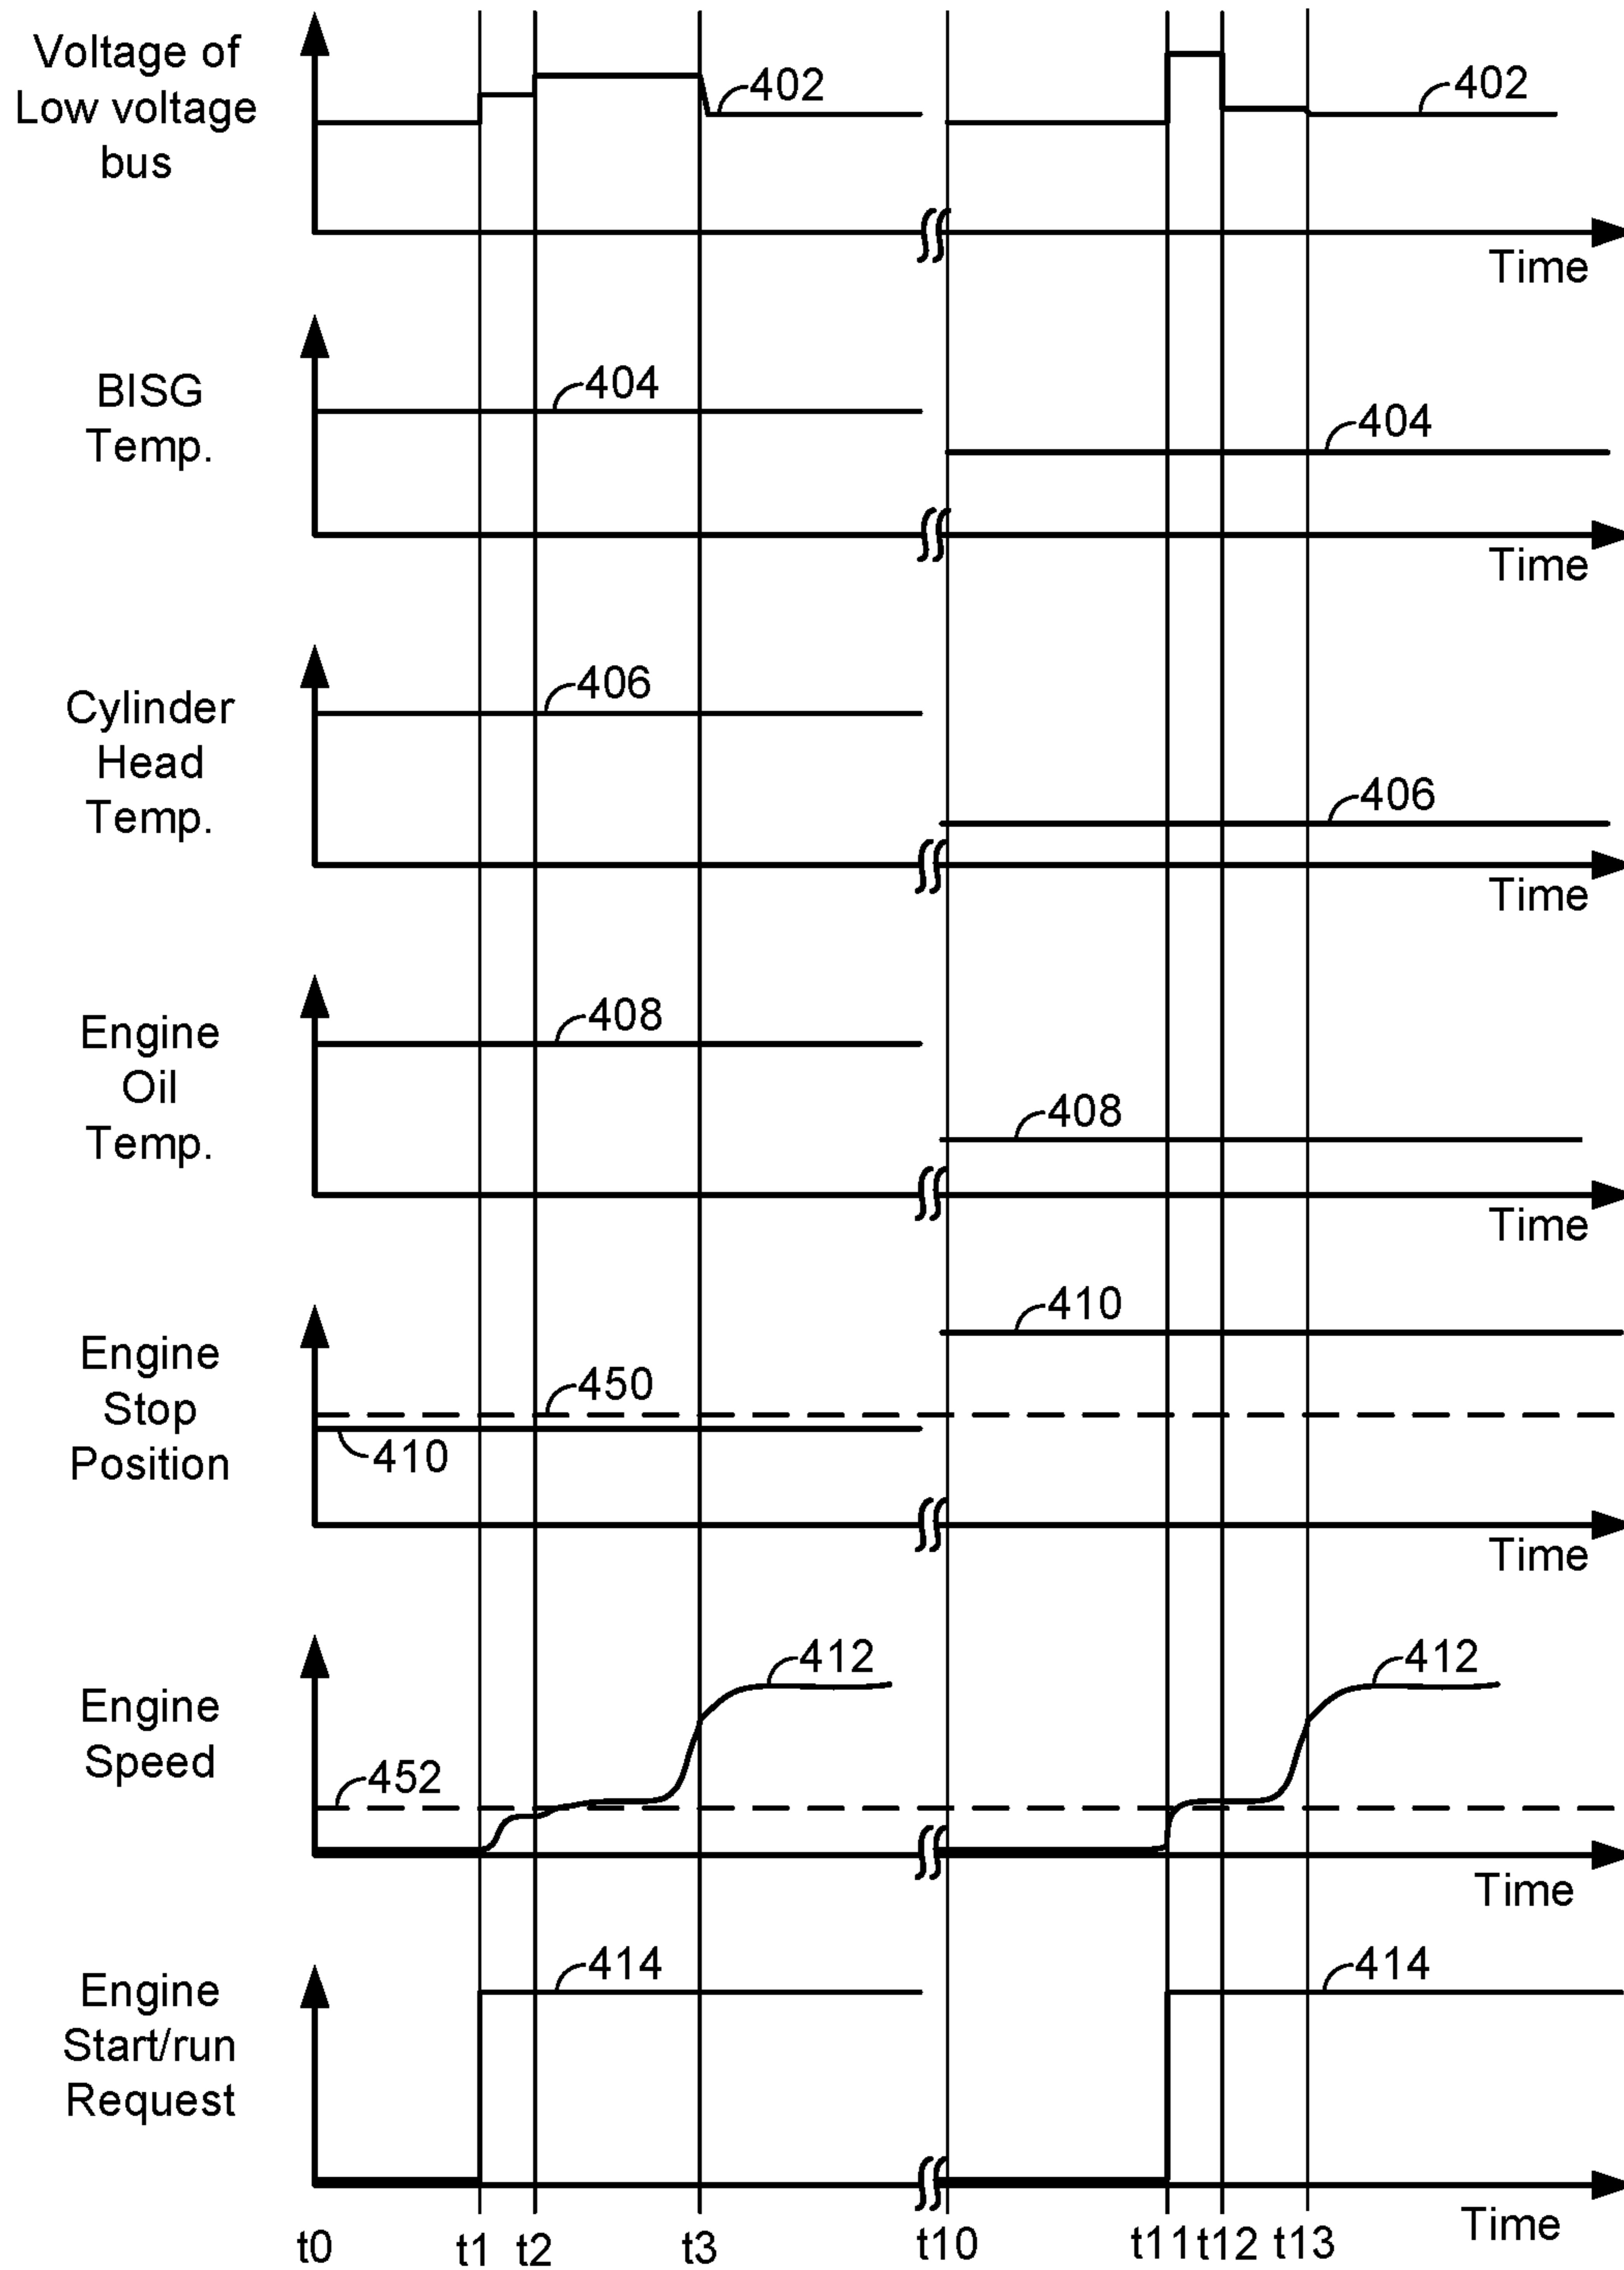 Voltage of
Low voltage
bus
402
402
Time
BISG
Temp.
404
404
Time
Cylinder
Head
Temp.
406
406
Time
Engine
Oil
Temp.
408
408
Time
Engine
Stop
Position
410
450
410
Time
Engine
Speed
412
412
452
Time
Engine
Start/run
Request
414
414
Time
t0
t1
t2
t3
t10
t11
t12
t13